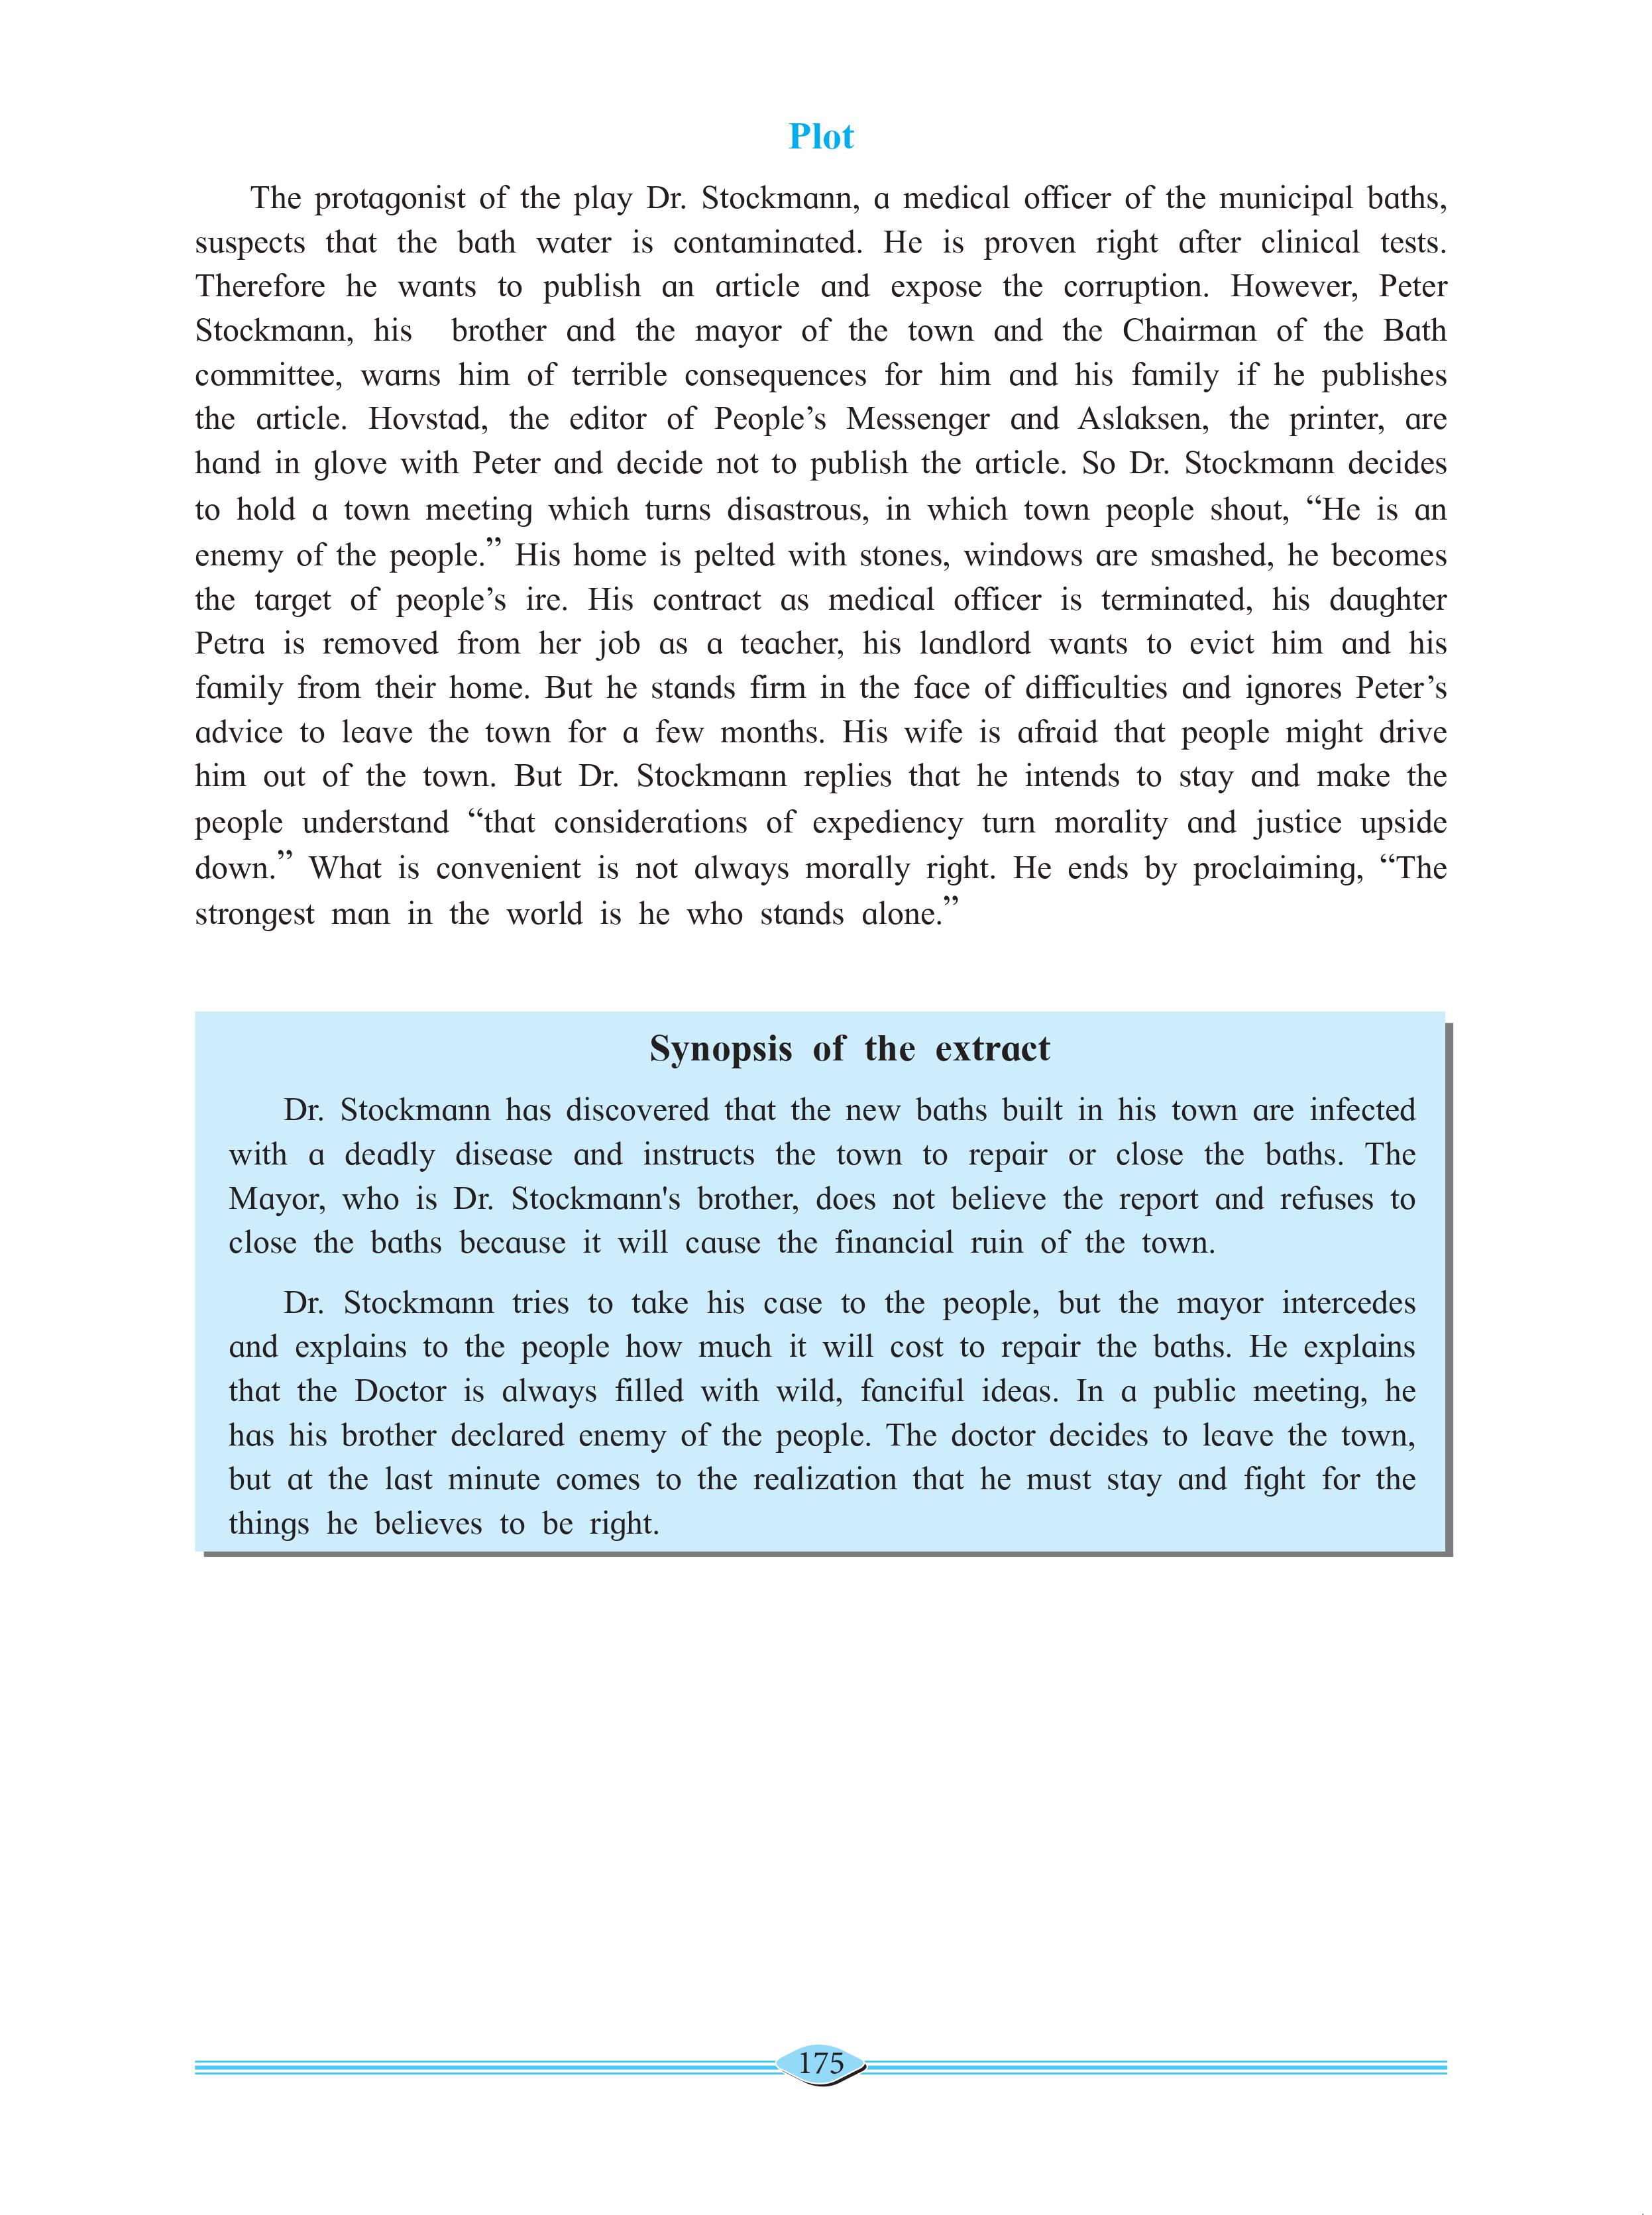 Plot
The protagonist of the play Dr. Stockmann, a medical officer of the municipal baths,
suspects that the bath water is contaminated. He is proven right after clinical tests.
Therefore he wants to publish an article and expose the corruption. However, Peter
Stockmann, his brother and the mayor of the town and the Chairman of the Bath
committee, warns him of terrible consequences for him and his family if he publishes
the article. Hovstad, the editor of People’s Messenger and Aslaksen, the printer, are
hand in glove with Peter and decide not to publish the article. So Dr. Stockmann decides
to hold a town meeting which turns disastrous, in which town people shout, “He is an
enemy of the people.” His home is pelted with stones, windows are smashed, he becomes
the target of people’s ire. His contract as medical officer is terminated, his daughter
Petra is removed from her job as a teacher, his landlord wants to evict him and his
family from their home. But he stands firm in the face of difficulties and ignores Peter’s
advice to leave the town for a few months. His wife is afraid that people might drive
him out of the town. But Dr. Stockmann replies that he intends to stay and make the
people understand “that considerations of expediency turn morality and justice upside
down.” What is convenient is not always morally right. He ends by proclaiming, “The
strongest man in the world is he who stands alone.”
Synopsis of the extract
Dr. Stockmann has discovered that the new baths built in his town are infected
with a deadly disease and instructs the town to repair or close the baths. The
Mayor, who is Dr. Stockmann's brother, does not believe the report and refuses to
close the baths because it will cause the financial ruin of the town.
Dr. Stockmann tries to take his case to the people, but the mayor intercedes
and explains to the people how much it will cost to repair the baths. He explains
that the Doctor is always filled with wild, fanciful ideas. In a public meeting, he
has his brother declared enemy of the people. The doctor decides to leave the town,
but at the last minute comes to the realization that he must stay and fight for the
things he believes to be right.
175